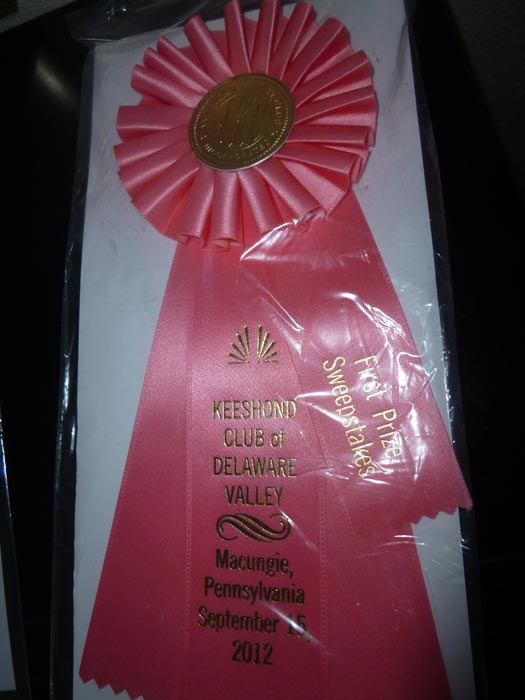 KEESHOND
CLUB of
DELAWARE
VALLEY
Macungie,
Pennsylvania
September 15,
2012
First Prize
Sweepstakes